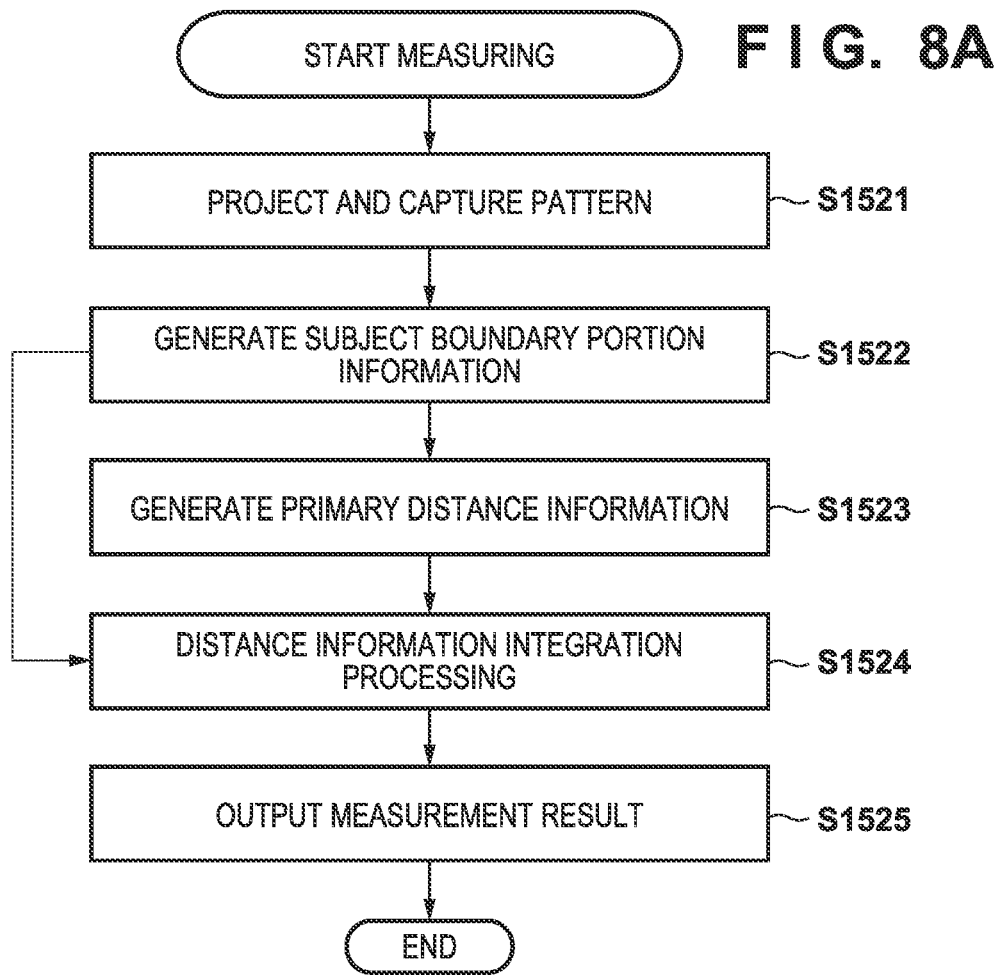 START MEASURING
FIG. 8A
PROJECT AND CAPTURE PATTERN
S1521
GENERATE SUBJECT BOUNDARY PORTION
INFORMATION
S1522
GENERATE PRIMARY DISTANCE INFORMATION
S1523
DISTANCE INFORMATION INTEGRATION
PROCESSING
S1524
OUTPUT MEASUREMENT RESULT
S1525
END